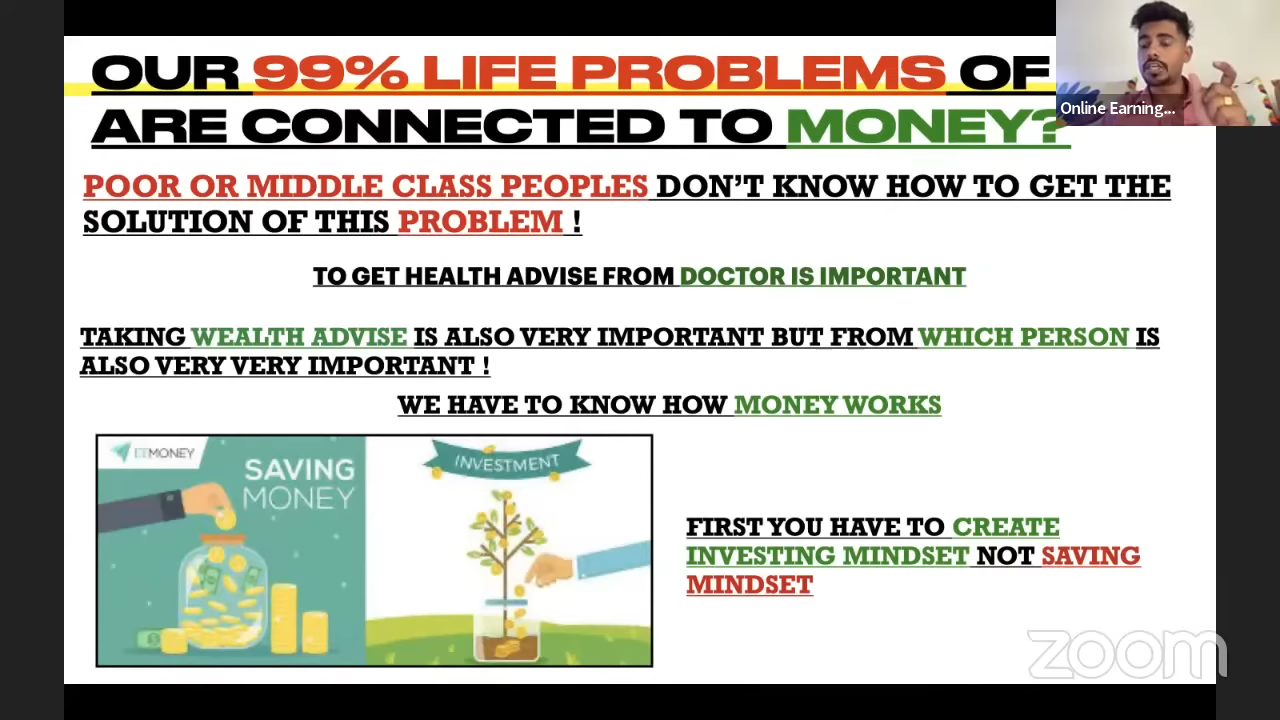 OUR 99% LIFE PROBLEMS OF
ARE CONNECTED TO MONEY?
Online Earning...
POOR OR MIDDLE CLASS PEOPLES DON'T KNOW HOW TO GET THE
SOLUTION OF THIS PROBLEM !
TO GET HEALTH ADVISE FROM DOCTOR IS IMPORTANT
TAKING WEALTH ADVISE IS ALSO VERY IMPORTANT BUT FROM WHICH PERSON IS
ALSO VERY VERY IMPORTANT !
WE HAVE TO KNOW HOW MONEY WORKS
MONEY
SAVING
MONEY
INVESTMENT
FIRST YOU HAVE TO CREATE
INVESTING MINDSET NOT SAVING
MINDSET
zoom